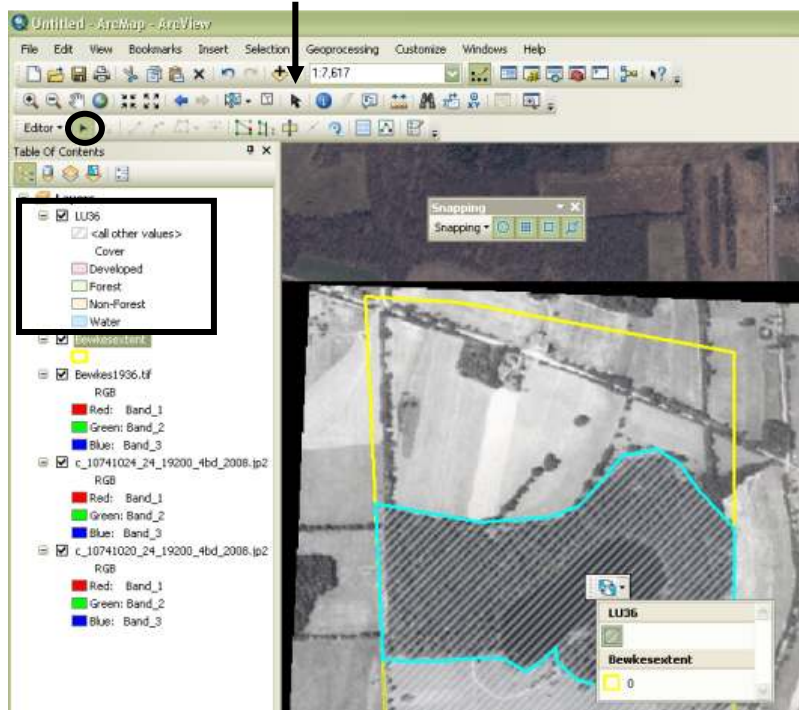 Untitled - ArcMap - ArcView
File Edit View Bookmarks Insert Selection Geoprocessing Customize Windows Help
1:7,617
Editor
Table Of Contents
Layers
LU36
<all other values>
Cover
Developed
Forest
Non-Forest
Water
Bewkesextent
Bewkes1936.tif
RGB
Red: Band_1
Green: Band_2
Blue: Band_3
c_10741024_24_19200_4bd_2008.jp2
RGB
Red: Band_1
Green: Band_2
Blue: Band_3
c_10741020_24_19200_4bd_2008.jp2
RGB
Red: Band_1
Green: Band_2
Blue: Band_3
Snapping
Snapping
LU36
Bewkesextent
0